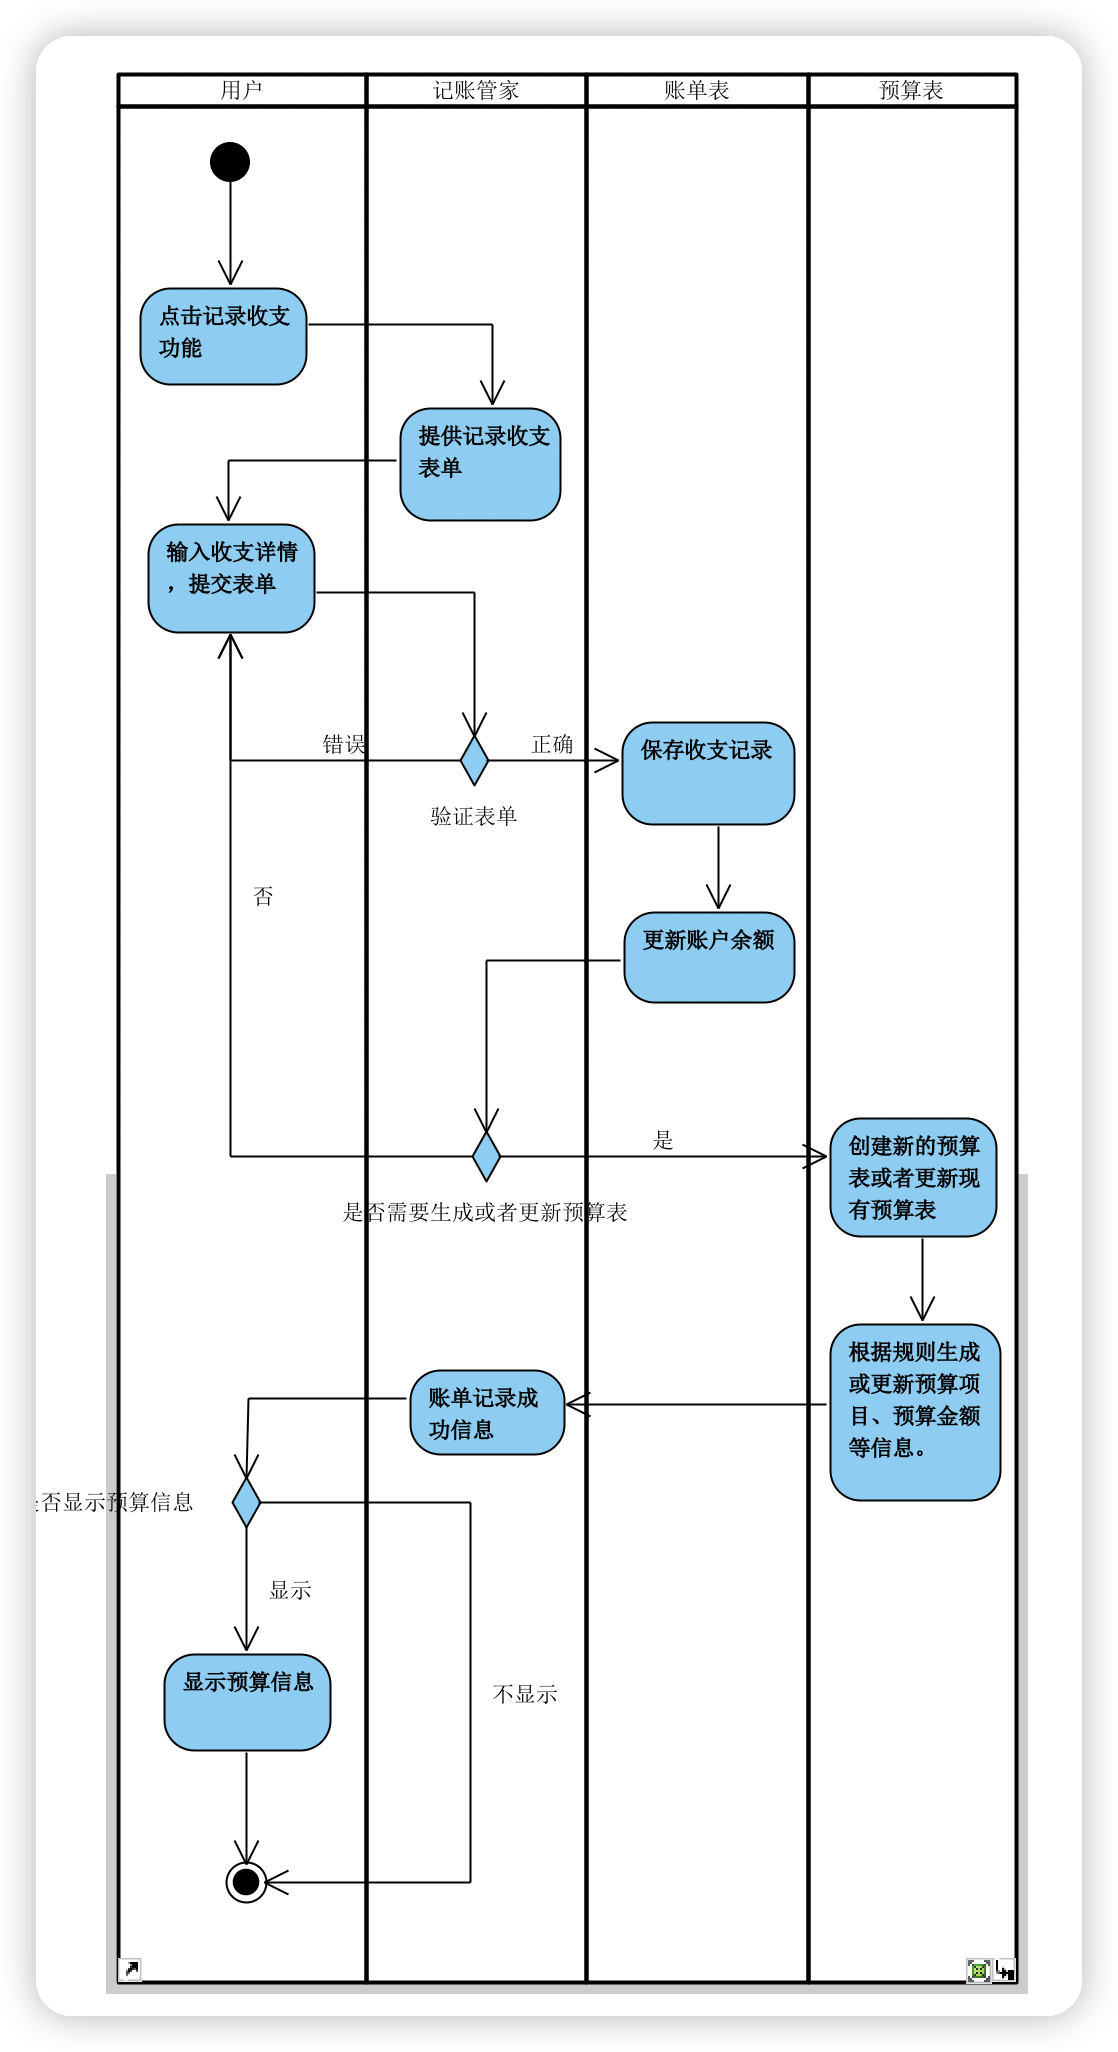 用户
记账管家
账单表
预算表
点击记录收支
功能
提供记录收支
表单
输入收支详情
，提交表单
错误
正确
验证表单
保存收支记录
否
更新账户余额
是
是否需要生成或者更新预算表
创建新的预算
表或者更新现
有预算表
根据规则生成
或更新预算项
目、预算金额
等信息。
账单记录成
功信息
否显示预算信息
显示
显示预算信息
不显示